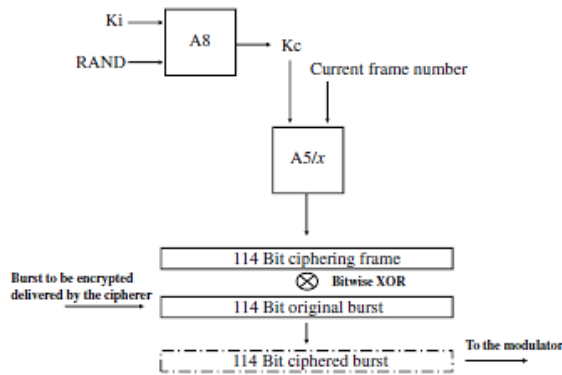 Ki
A8
RAND
Kc
Current frame number
A5/x
114 Bit ciphering frame
Burst to be encrypted
delivered by the cipherer
Bitwise XOR
114 Bit original burst
To the modulator
114 Bit ciphered burst